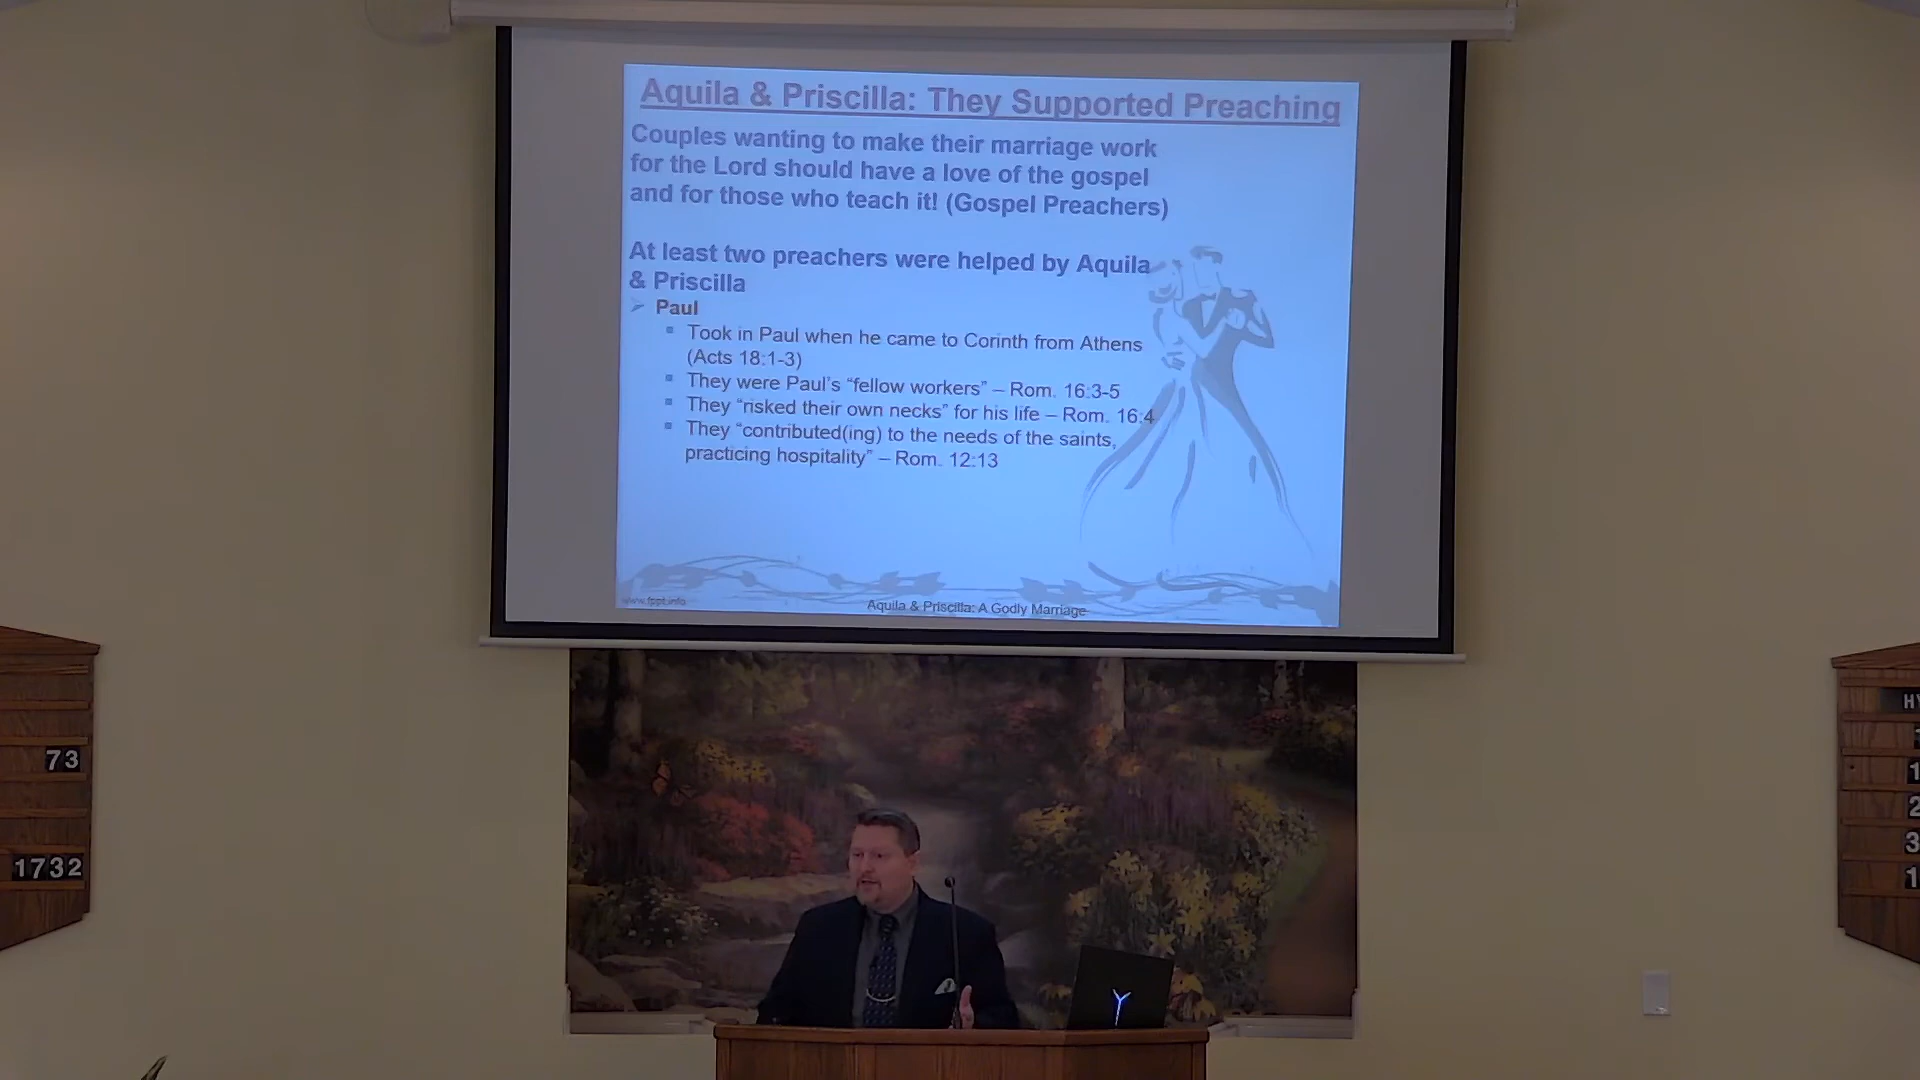 Aquila & Priscilla: They Supported Preaching
Couples wanting to make their marriage work
for the Lord should have a love of the gospel
and for those who teach it! (Gospel Preachers)
At least two preachers were helped by Aquila
& Priscilla
Paul
Took in Paul when he came to Corinth from Athens
(Acts 18:1-3)
They were Paul's “fellow workers” – Rom. 16:3-5
They “risked their own necks” for his life – Rom. 16:4
They “contributed(ing) to the needs of the saints,
practicing hospitality” – Rom. 12:13
www.fppt.info
Aquila & Priscilla: A Godly Marriage
73
1732
HY
1
2
3
1